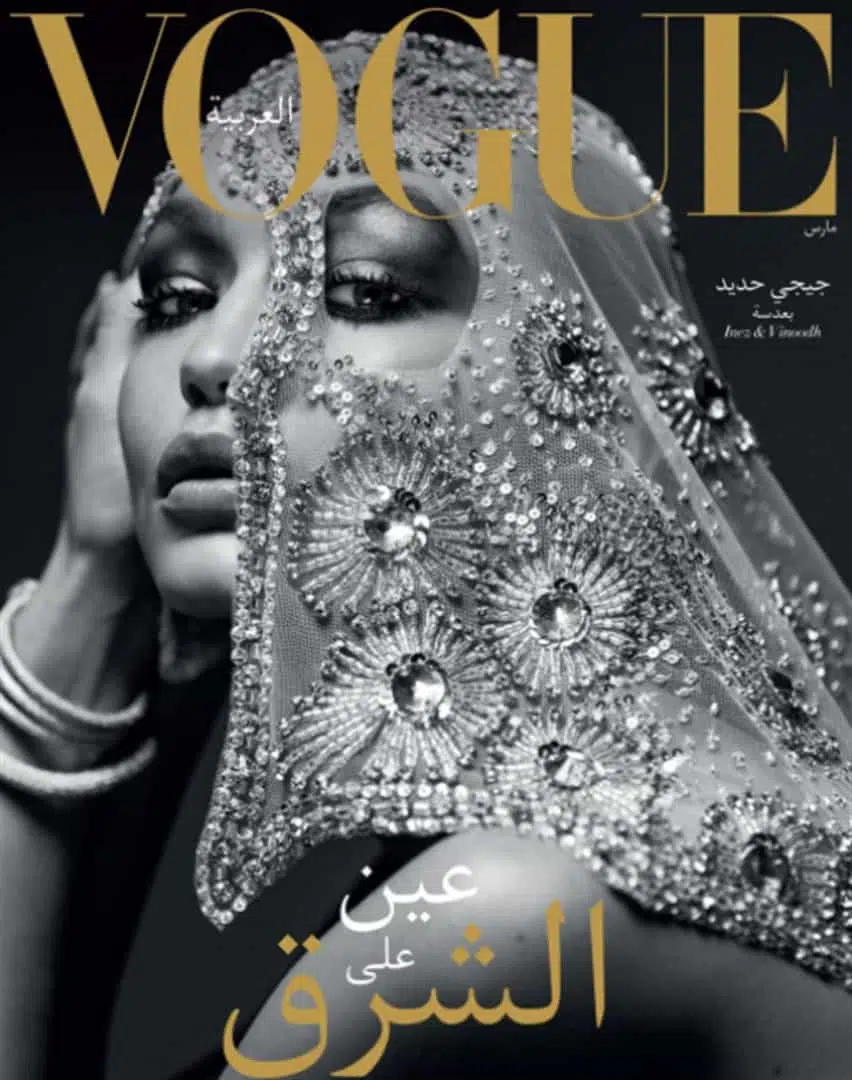 VOGUE
العربية
مارس
جيجي حديد
بعدسة
Inez & Vinoodh
عين
على
الشرق